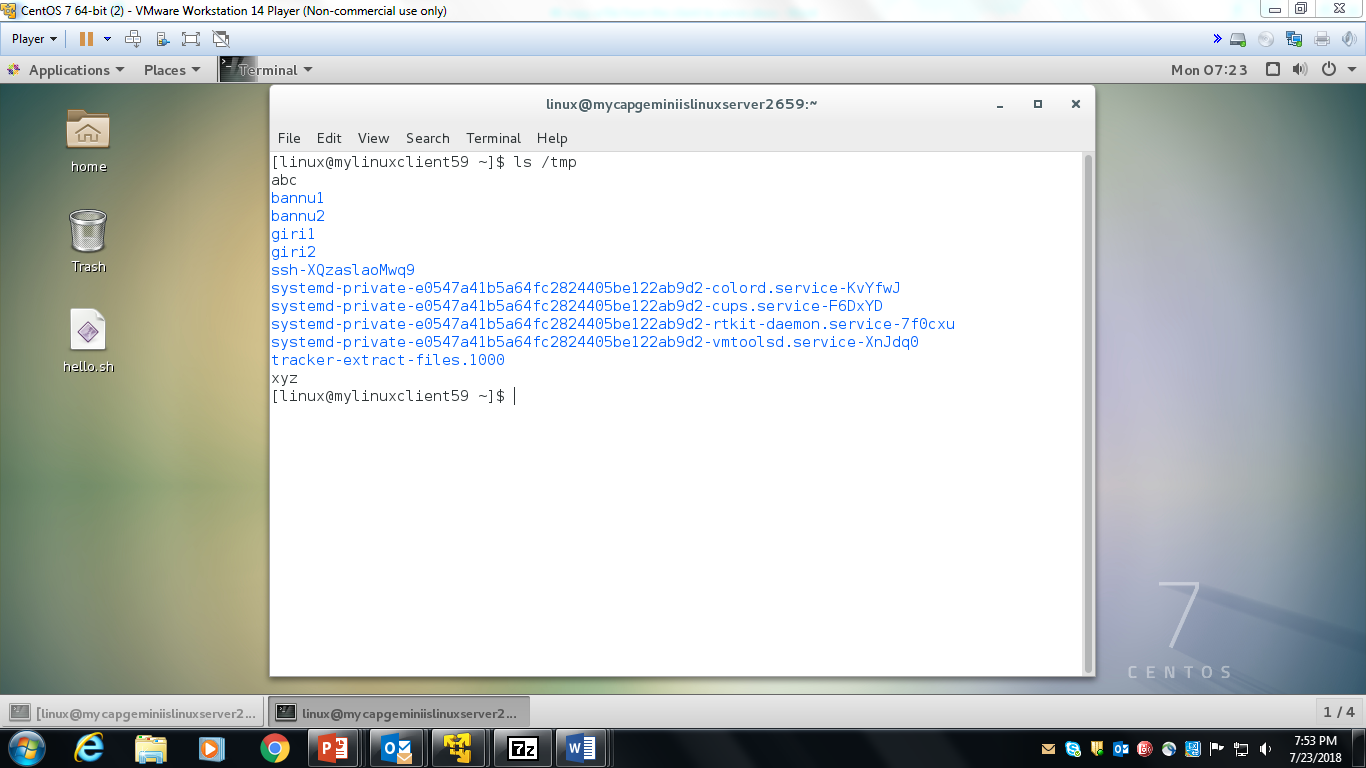 CentOS 7 64-bit (2) - VMware Workstation 14 Player (Non-commercial use only)
Player
Applications Places Terminal Mon 07:23
linux@mycapgeminiislinuxserver2659:~
File Edit View Search Terminal Help
[linux@mylinuxclient59 ~]$ ls /tmp
abc
bannu1
bannu2
giri1
giri2
ssh-XQzaslaoMwq9
systemd-private-e0547a41b5a64fc2824405be122ab9d2-colord.service-KvYfwJ
systemd-private-e0547a41b5a64fc2824405be122ab9d2-cups.service-F6DxYD
systemd-private-e0547a41b5a64fc2824405be122ab9d2-rtkit-daemon.service-7f0cxu
systemd-private-e0547a41b5a64fc2824405be122ab9d2-vmtoolsd.service-XnJdq0
tracker-extract-files.1000
xyz
[linux@mylinuxclient59 ~]$
home
Trash
hello.sh
7
CENTOS
[linux@mycapgeminiislinuxserver2... linux@mycapgeminiislinuxserver2... 1 / 4
7z
7:53 PM
7/23/2018